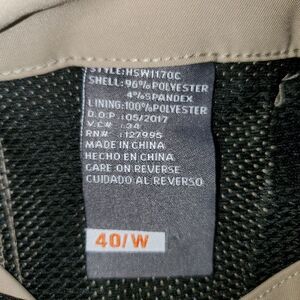 STYLE:HSW1170C
SHELL: 96%POLYESTER
4%SPANDEX
LINING:100%POLYESTER
D.O.P :05/2017
V.C# : 34
RN# :127995
MADE IN CHINA
HECHO EN CHINA
CARE ON REVERSE
CUIDADO AL REVERSO
40/W